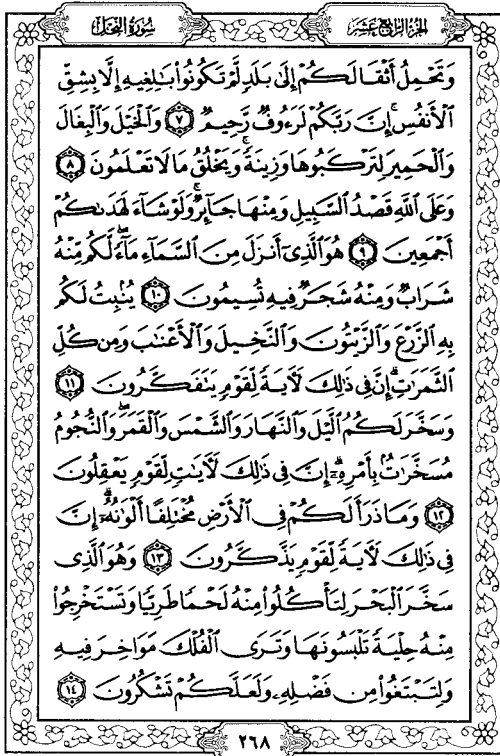 الجزء الرابع عشر
سورة النحل
وَتَحْمِلُ أَثْقَالَكُمْ إِلَىٰ بَلَدٍ لَّمْ تَكُونُوا۟ بَـٰلِغِيهِ إِلَّا بِشِقِّ
ٱلْأَنفُسِ ۚ إِنَّ رَبَّكُمْ لَرَءُوفٌ رَّحِيمٌ ٧ وَٱلْخَيْلَ وَٱلْبِغَالَ
وَٱلْحَمِيرَ لِتَرْكَبُوهَا وَزِينَةً ۚ وَيَخْلُقُ مَا لَا تَعْلَمُونَ ٨
وَعَلَى ٱللَّهِ قَصْدُ ٱلسَّبِيلِ وَمِنْهَا جَآئِرٌ ۚ وَلَوْ شَآءَ لَهَدَىٰكُمْ
أَجْمَعِينَ ٩ هُوَ ٱلَّذِىٓ أَنزَلَ مِنَ ٱلسَّمَآءِ مَآءً ۖ لَّكُم مِّنْهُ
شَرَابٌ وَمِنْهُ شَجَرٌ فِيهِ تُسِيمُونَ ١٠ يُنۢبِتُ لَكُم
بِهِ ٱلزَّرْعَ وَٱلزَّيْتُونَ وَٱلنَّخِيلَ وَٱلْأَعْنَـٰبَ وَمِن كُلِّ
ٱلثَّمَرَٰتِ ۗ إِنَّ فِى ذَٰلِكَ لَـَٔايَةً لِّقَوْمٍ يَتَفَكَّرُونَ ١١
وَسَخَّرَ لَكُمُ ٱلَّيْلَ وَٱلنَّهَارَ وَٱلشَّمْسَ وَٱلْقَمَرَ ۖ وَٱلنُّجُومُ
مُسَخَّرَٰتٌۢ بِأَمْرِهِۦٓ ۗ إِنَّ فِى ذَٰلِكَ لَـَٔايَـٰتٍ لِّقَوْمٍ يَعْقِلُونَ
١٢ وَمَا ذَرَأَ لَكُمْ فِى ٱلْأَرْضِ مُخْتَلِفًا أَلْوَٰنُهُۥٓ ۗ إِنَّ
فِى ذَٰلِكَ لَـَٔايَةً لِّقَوْمٍ يَذَّكَّرُونَ ١٣ وَهُوَ ٱلَّذِى
سَخَّرَ ٱلْبَحْرَ لِتَأْكُلُوا۟ مِنْهُ لَحْمًا طَرِيًّا وَتَسْتَخْرِجُوا۟
مِنْهُ حِلْيَةً تَلْبَسُونَهَا وَتَرَى ٱلْفُلْكَ مَوَاخِرَ فِيهِ
وَلِتَبْتَغُوا۟ مِن فَضْلِهِۦ وَلَعَلَّكُمْ تَشْكُرُونَ ١٤
٢٦٨